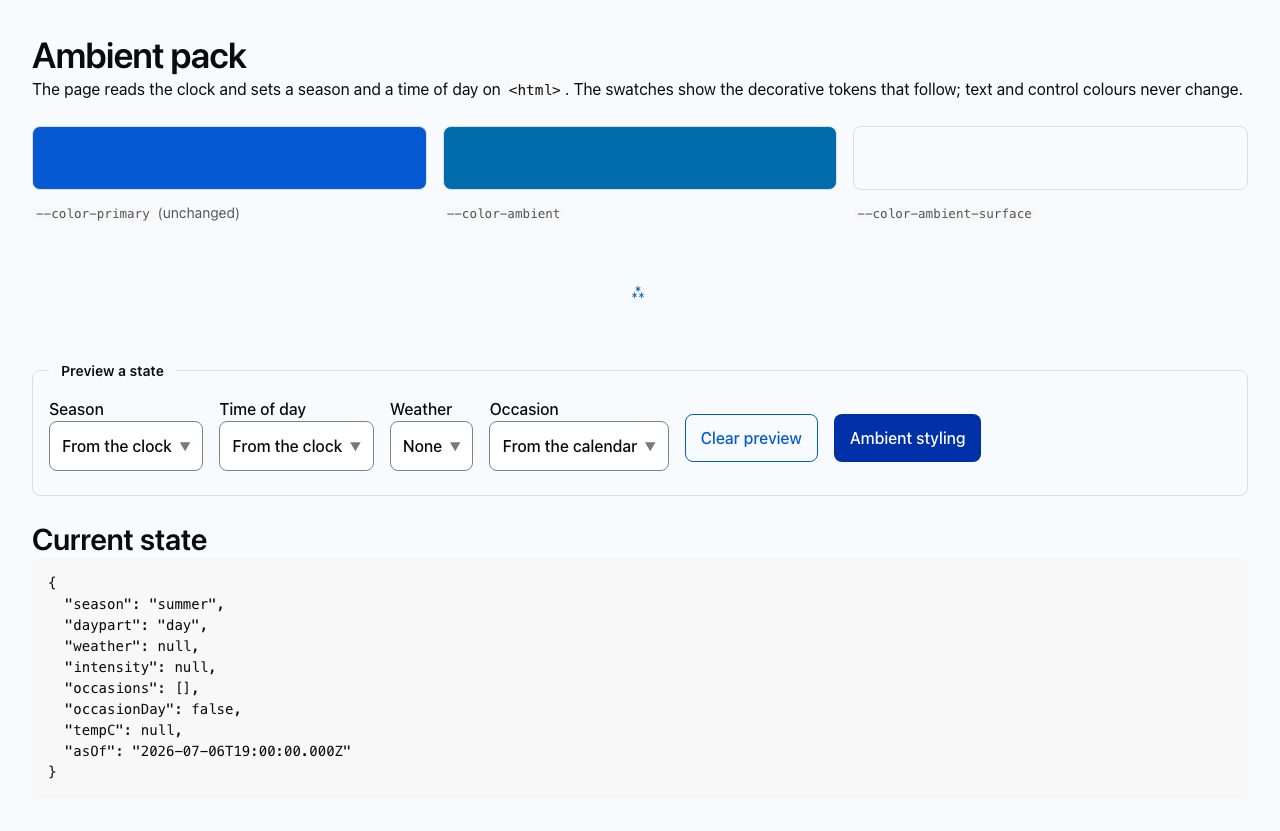 Ambient pack
The page reads the clock and sets a season and a time of day on <html>. The swatches show the decorative tokens that follow; text and control colours never change.
--color-primary (unchanged)
--color-ambient
--color-ambient-surface
⁂
Preview a state
Season
Time of day
Weather
Occasion
From the clock ▼
From the clock ▼
None ▼
From the calendar ▼
Clear preview
Ambient styling
Current state
{
  "season": "summer",
  "daypart": "day",
  "weather": null,
  "intensity": null,
  "occasions": [],
  "occasionDay": false,
  "tempC": null,
  "asOf": "2026-07-06T19:00:00.000Z"
}